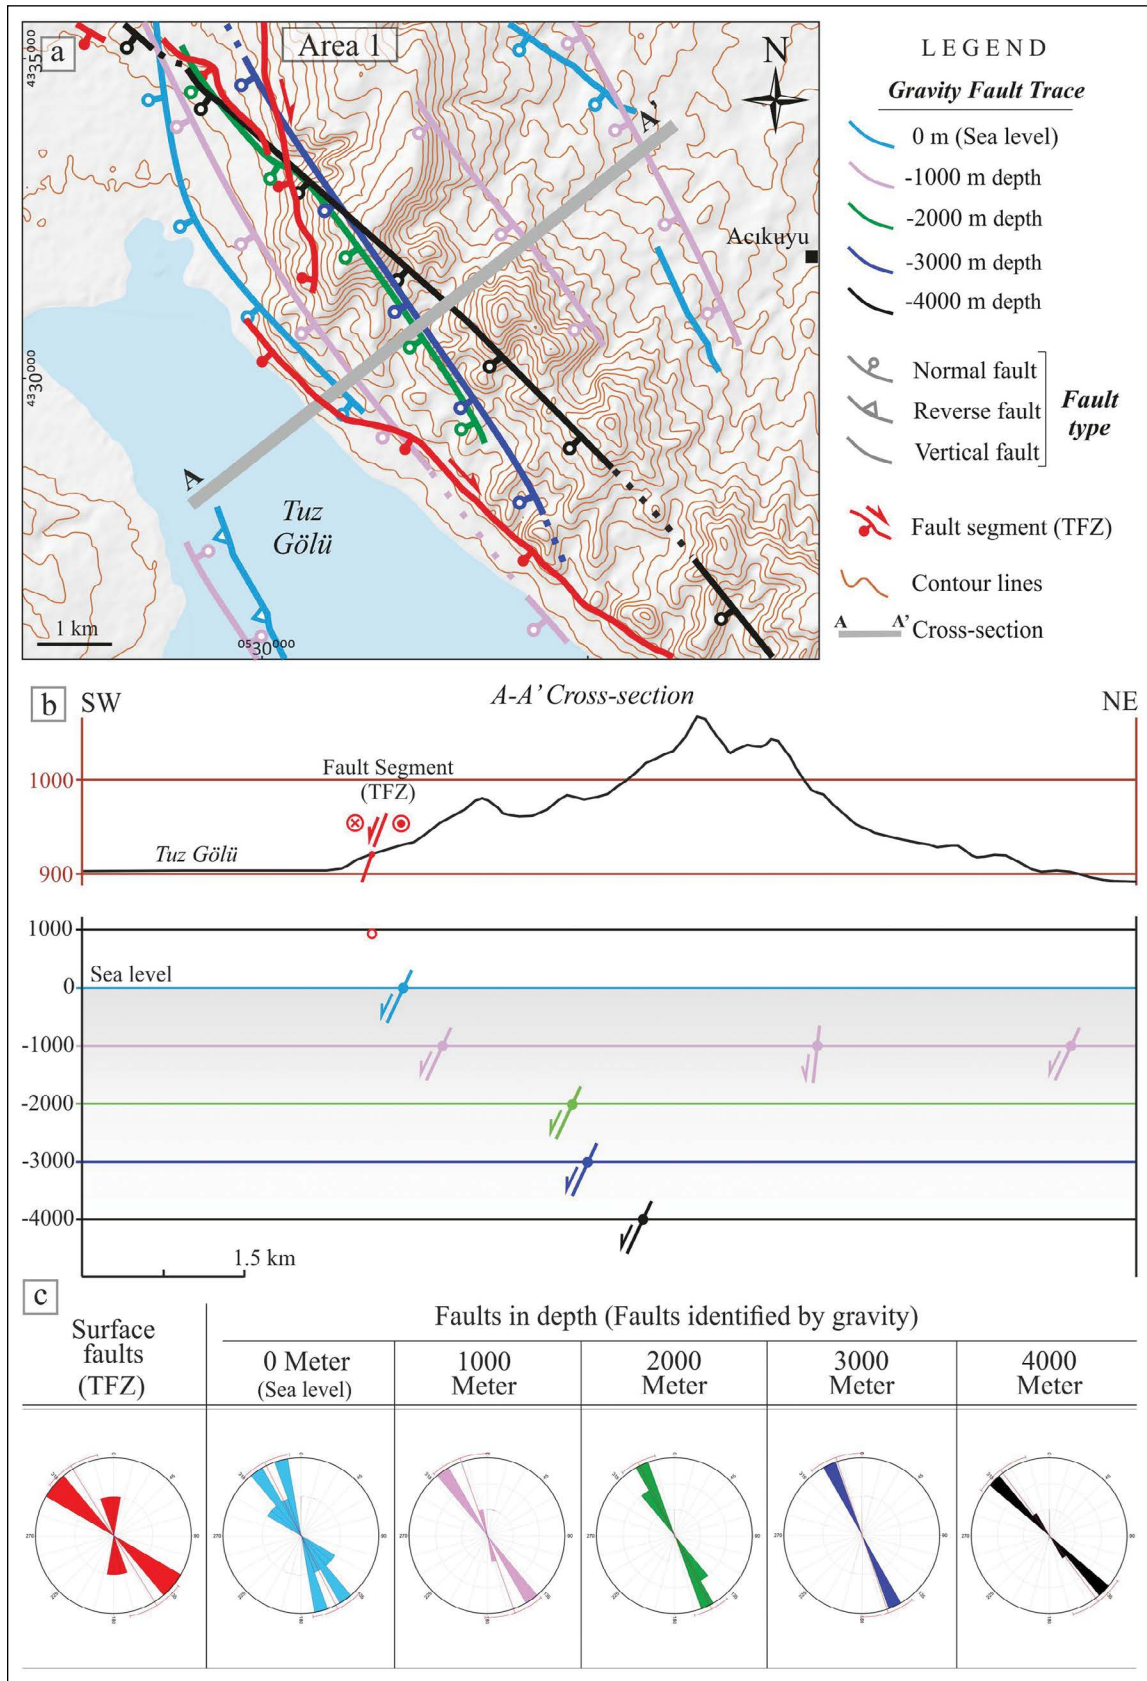 a
Area 1
N
4335000
4330000
0530000
A
A'
Acıkuyu
Tuz
Gölü
1 km
LEGEND
Gravity Fault Trace
0 m (Sea level)
-1000 m depth
-2000 m depth
-3000 m depth
-4000 m depth
Normal fault
Reverse fault
Vertical fault
Fault
type
Fault segment (TFZ)
Contour lines
A A' Cross-section
b
SW
A-A' Cross-section
NE
1000
900
Fault Segment
(TFZ)
Tuz Gölü
1000
Sea level
0
-1000
-2000
-3000
-4000
1.5 km
c
Surface
faults
(TFZ)
Faults in depth (Faults identified by gravity)
0 Meter
(Sea level)
1000
Meter
2000
Meter
3000
Meter
4000
Meter